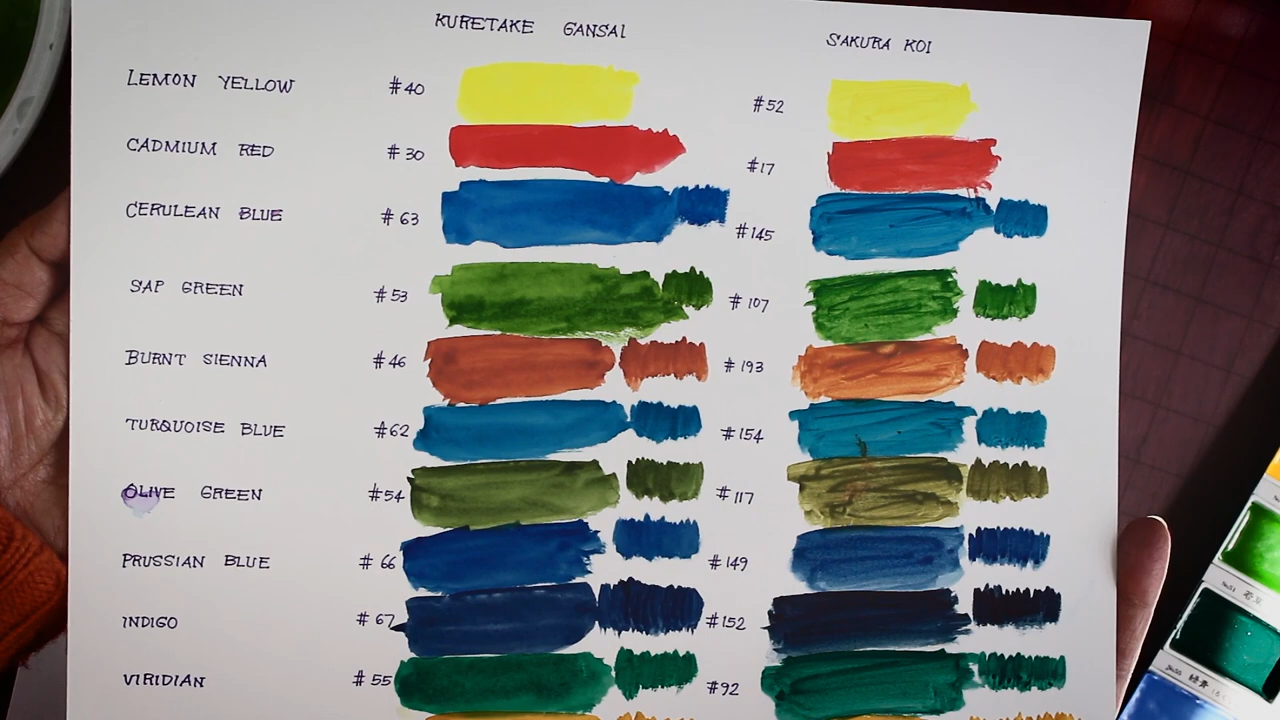 KURETAKE GANSAI SAKURA KOI
LEMON YELLOW #40 #52
CADMIUM RED #30 #17
CERULEAN BLUE #63 #145
SAP GREEN #53 #107
BURNT SIENNA #46 #193
TURQUOISE BLUE #62 #154
OLIVE GREEN #54 #117
PRUSSIAN BLUE #66 #149
INDIGO #67 #152
VIRIDIAN #55 #92